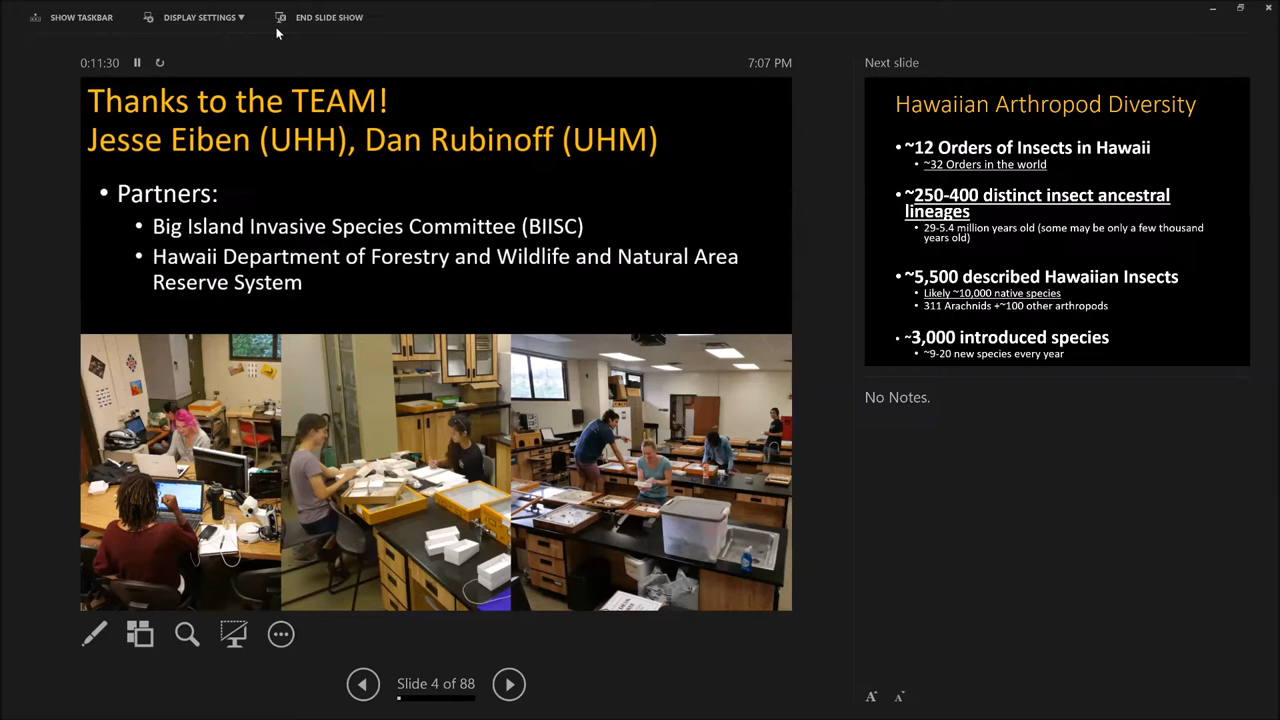 SHOW TASKBAR
DISPLAY SETTINGS ▼
END SLIDE SHOW
0:11:30
7:07 PM
Thanks to the TEAM!
Jesse Eiben (UHH), Dan Rubinoff (UHM)
• Partners:
• Big Island Invasive Species Committee (BIISC)
• Hawaii Department of Forestry and Wildlife and Natural Area
Reserve System
Slide 4 of 88
Next slide
Hawaiian Arthropod Diversity
• ~12 Orders of Insects in Hawaii
• ~32 Orders in the world
• ~250-400 distinct insect ancestral
lineages
• 29-5.4 million years old (some may be only a few thousand
years old)
• ~5,500 described Hawaiian Insects
• Likely ~10,000 native species
• 311 Arachnids +~100 other arthropods
• ~3,000 introduced species
• ~9-20 new species every year
No Notes.
A A